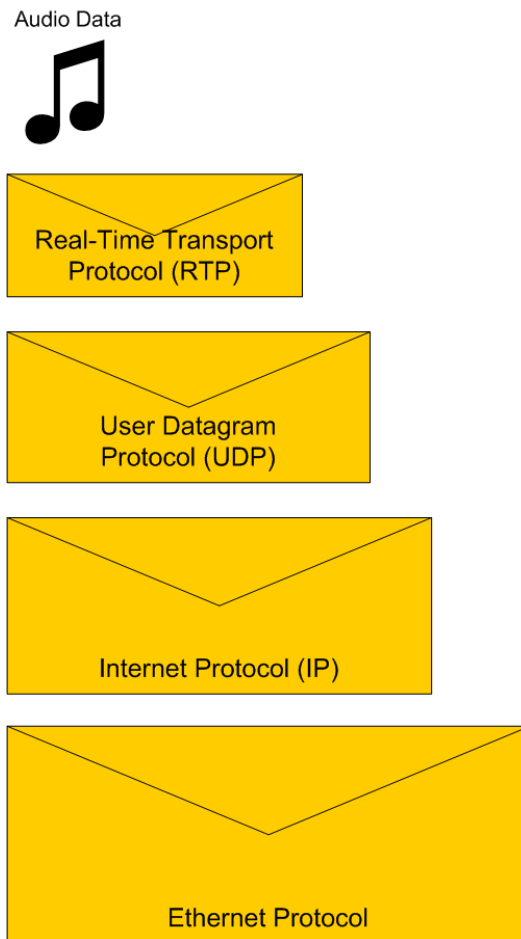 Audio Data
Real-Time Transport
Protocol (RTP)
User Datagram
Protocol (UDP)
Internet Protocol (IP)
Ethernet Protocol